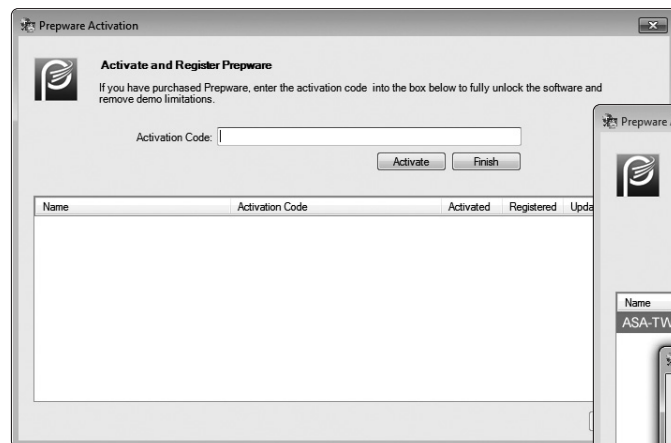 Prepware Activation
Activate and Register Prepware
If you have purchased Prepware, enter the activation code into the box below to fully unlock the software and
remove demo limitations.
Activation Code:
Activate Finish
Name Activation Code Activated Registered Upda
Prepware
Name
ASA-TW